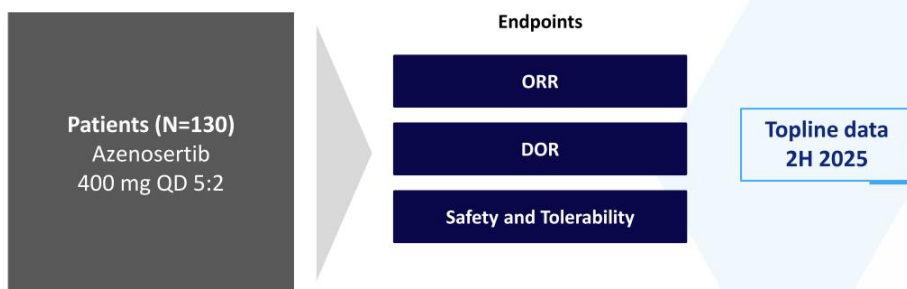 Patients (N=130)
Azenosertib
400 mg QD 5:2
Endpoints
ORR
DOR
Safety and Tolerability
Topline data
2H 2025